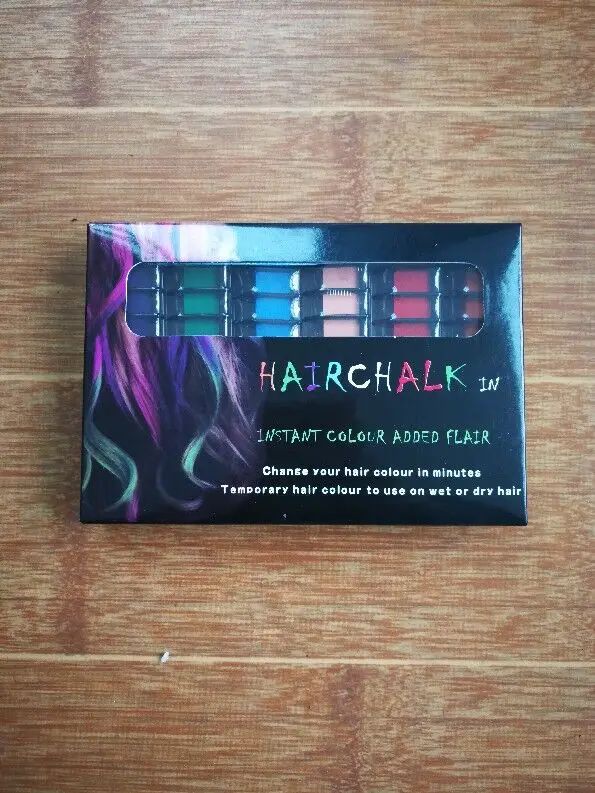 HAIRCHALK IN
INSTANT COLOUR ADDED FLAIR
Change your hair colour in minutes
Temporary hair colour to use on wet or dry hair